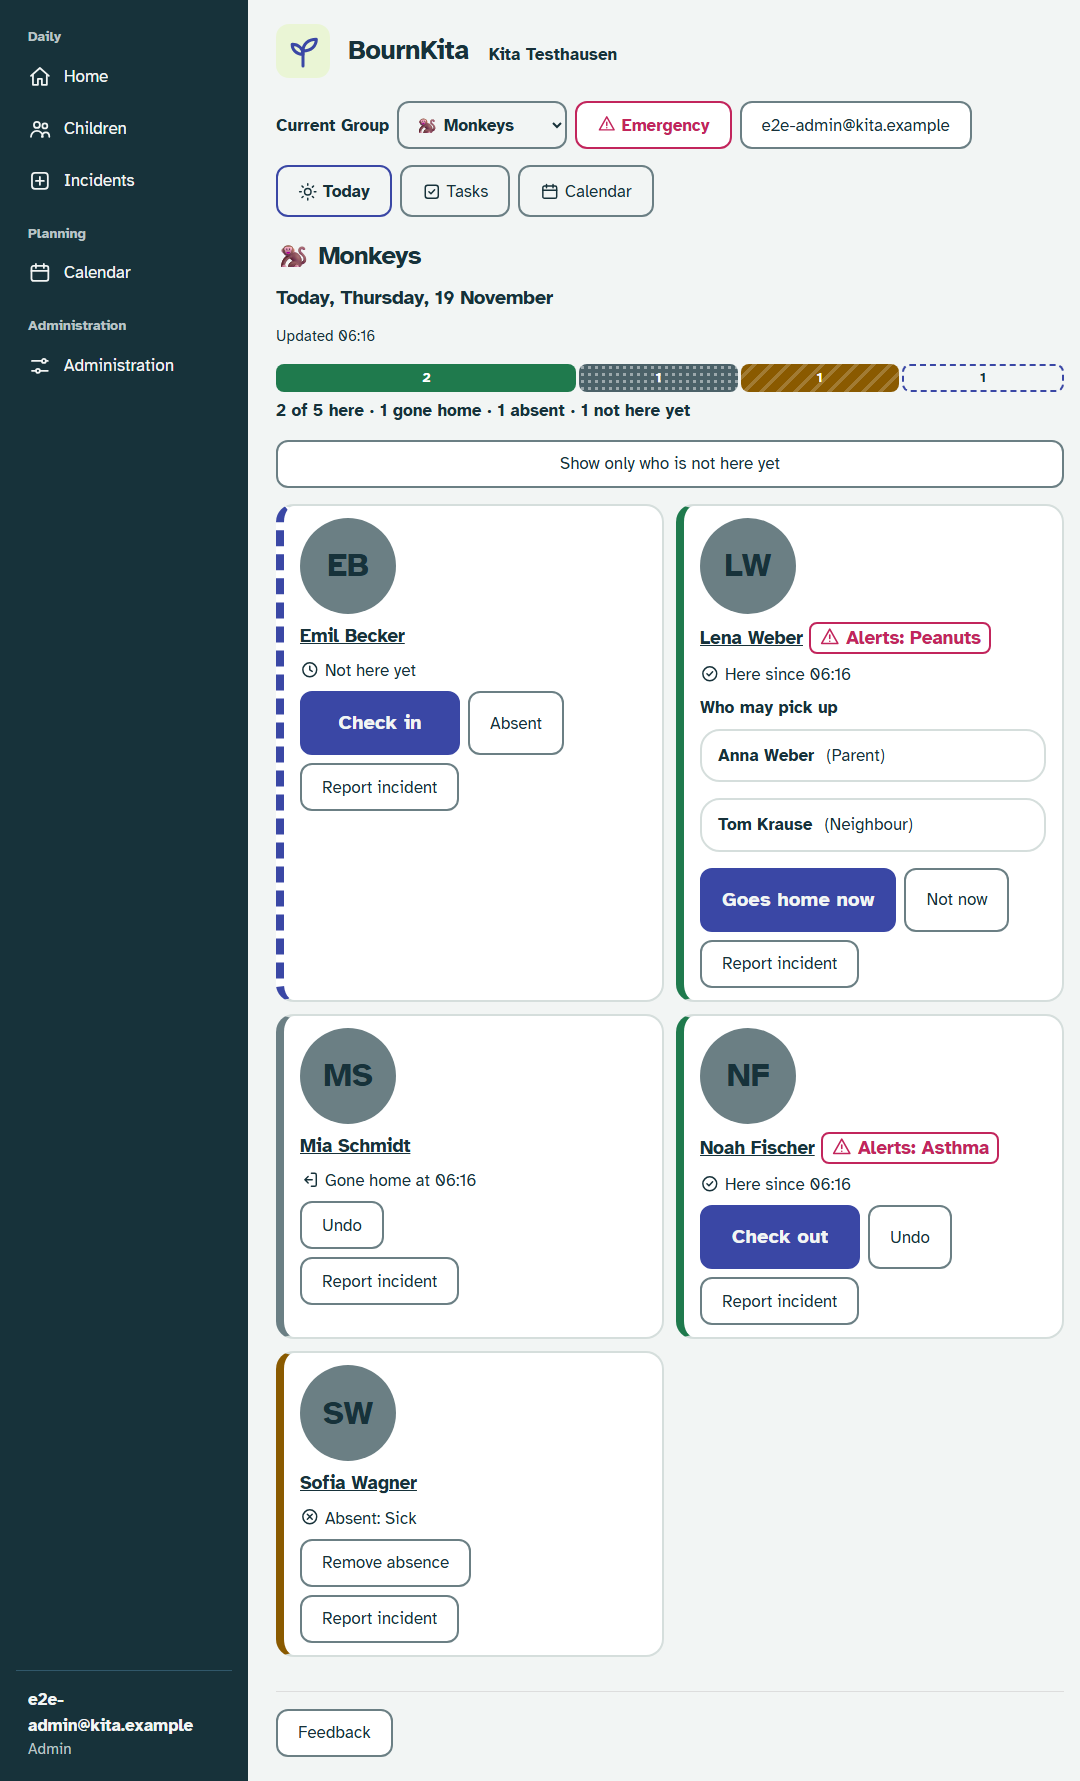 Daily
Home
Children
Incidents
Planning
Calendar
Administration
Administration
e2e-
admin@kita.example
Admin
BournKita Kita Testhausen
Current Group Monkeys Emergency e2e-admin@kita.example
Today Tasks Calendar
Monkeys
Today, Thursday, 19 November
Updated 06:16
2 1 1 1
2 of 5 here · 1 gone home · 1 absent · 1 not here yet
Show only who is not here yet
EB
Emil Becker
Not here yet
Check in Absent
Report incident
LW
Lena Weber Alerts: Peanuts
Here since 06:16
Who may pick up
Anna Weber (Parent)
Tom Krause (Neighbour)
Goes home now Not now
Report incident
MS
Mia Schmidt
Gone home at 06:16
Undo
Report incident
NF
Noah Fischer Alerts: Asthma
Here since 06:16
Check out Undo
Report incident
SW
Sofia Wagner
Absent: Sick
Remove absence
Report incident
Feedback